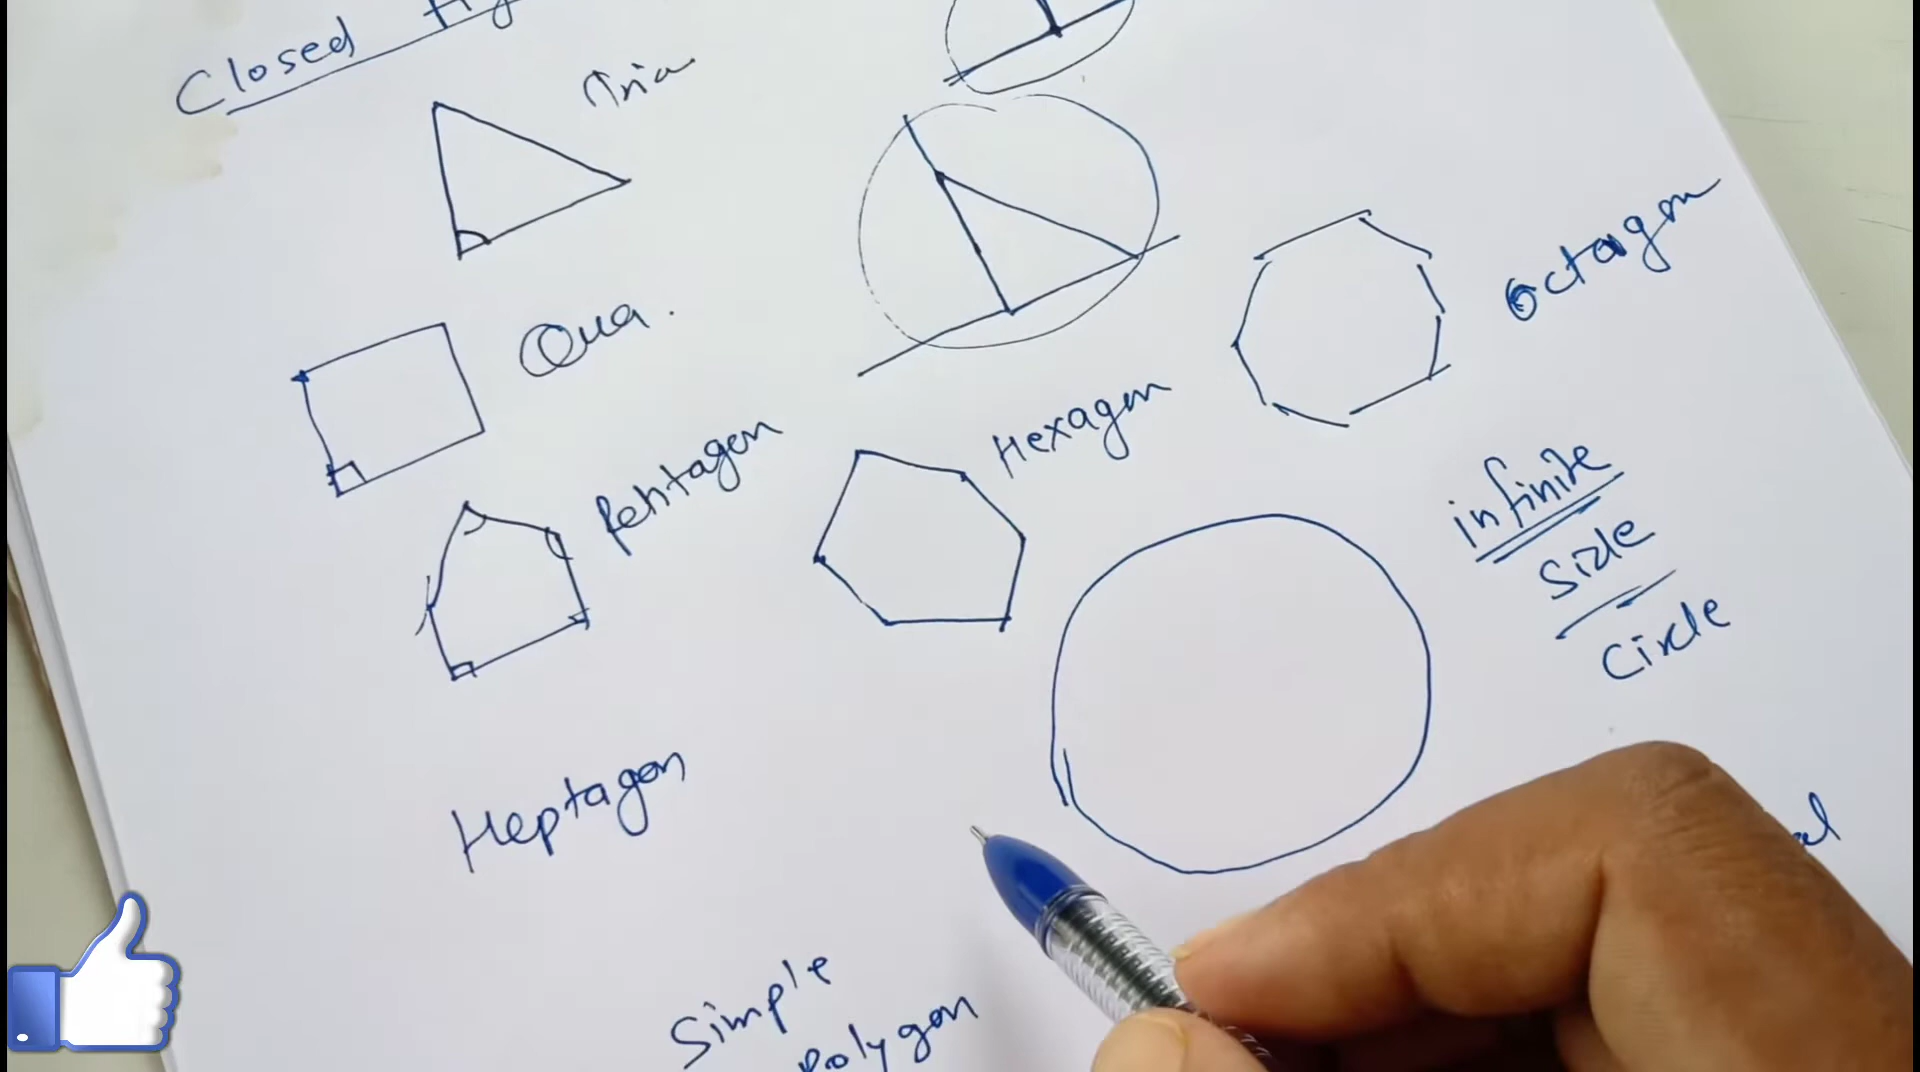 Closed
Tria
Qua.
Pentagon
Hexagon
Octagon
infinite
Side
Circle
Heptagon
Simple
Polygon